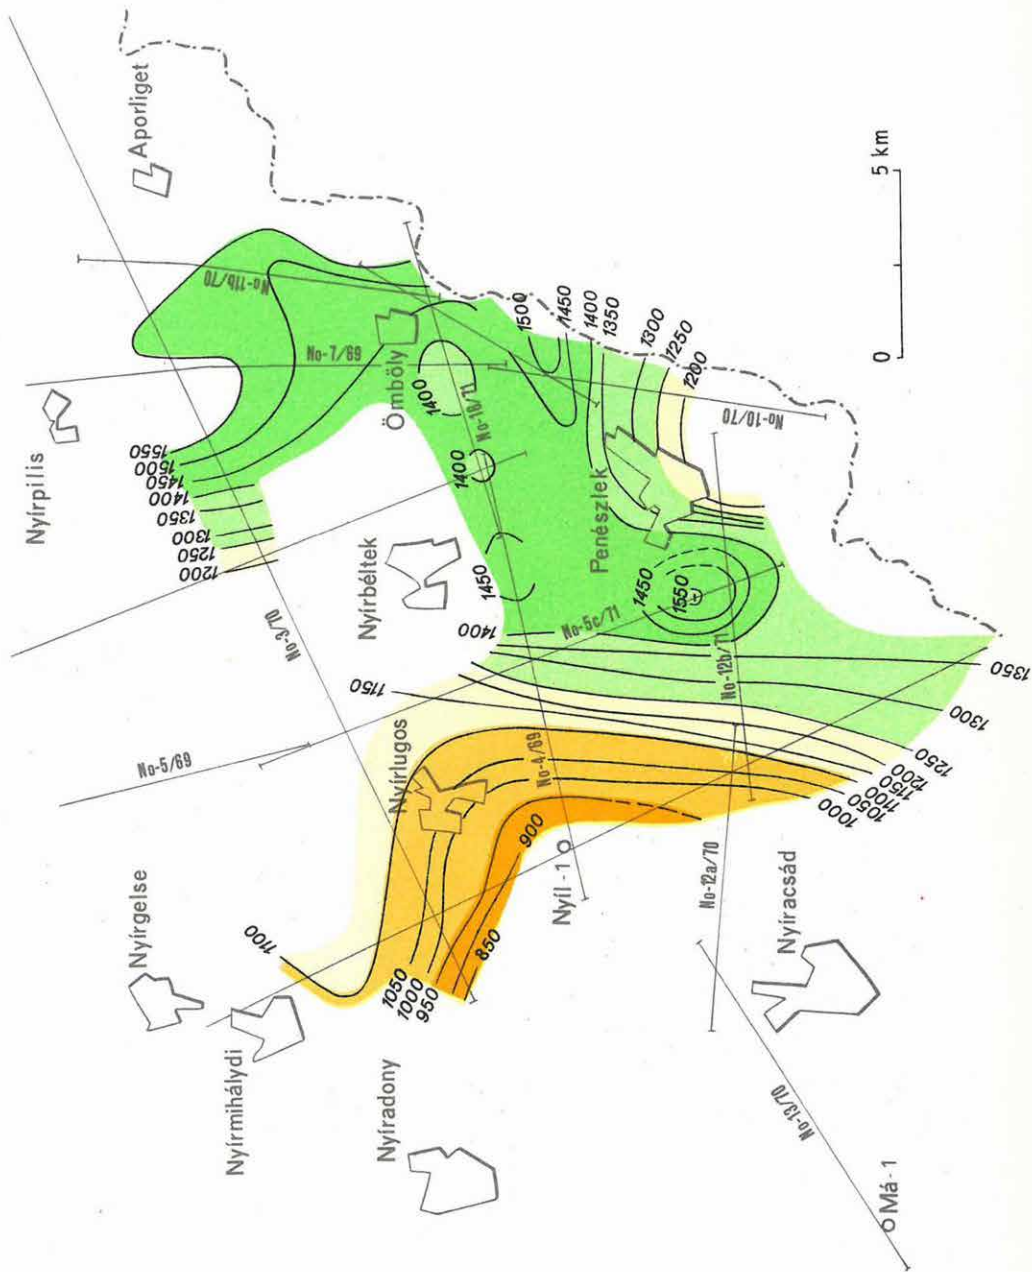 Nyírpilis
Aporliget
Nyírgelse
Nyírmihálydi
Nyíradony
Nyírlugos
Nyírbéltek
Ömböly
Penészlek
Nyíracsád
Nyíl-1
Má-1
No-3/70
No-5/69
No-7/69
No-11b/70
No-18/71
No-5c/71
No-4/69
No-12b/71
No-12a/70
No-10/70
No-13/70
1550
1500
1450
1400
1350
1300
1250
1200
1400
1400
1450
1500
1450
1400
1350
1300
1250
1200
1450
1550
1400
1150
1100
1050
1000
950
850
900
1350
1300
1250
1200
1150
1100
1050
1000
0
5 km